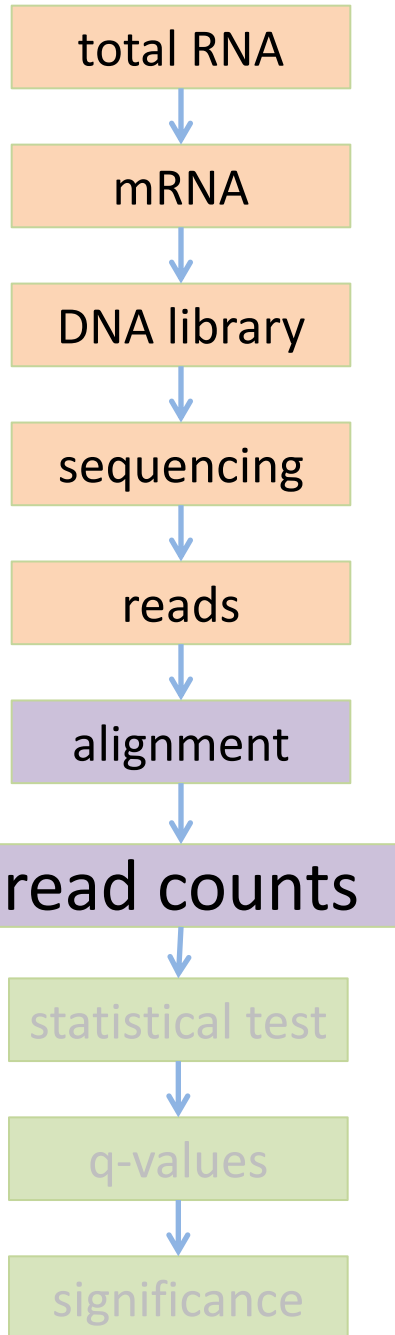 total RNA
mRNA
DNA library
sequencing
reads
alignment
read counts
statistical test
q-values
significance